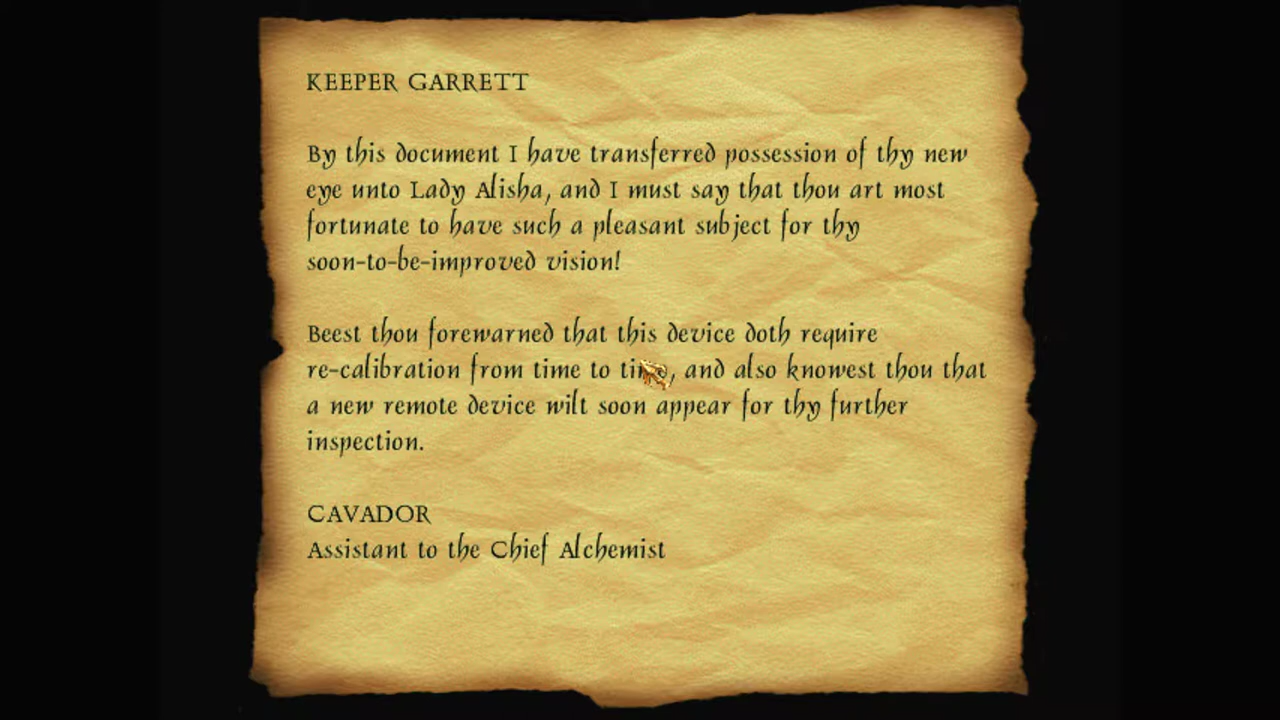 KEEPER GARRETT
By this document I have transferred possession of thy new
eye unto Lady Alisha, and I must say that thou art most
fortunate to have such a pleasant subject for thy
soon-to-be-improved vision!
Beest thou forewarned that this device doth require
re-calibration from time to time, and also knowest thou that
a new remote device wilt soon appear for thy further
inspection.
CAVADOR
Assistant to the Chief Alchemist